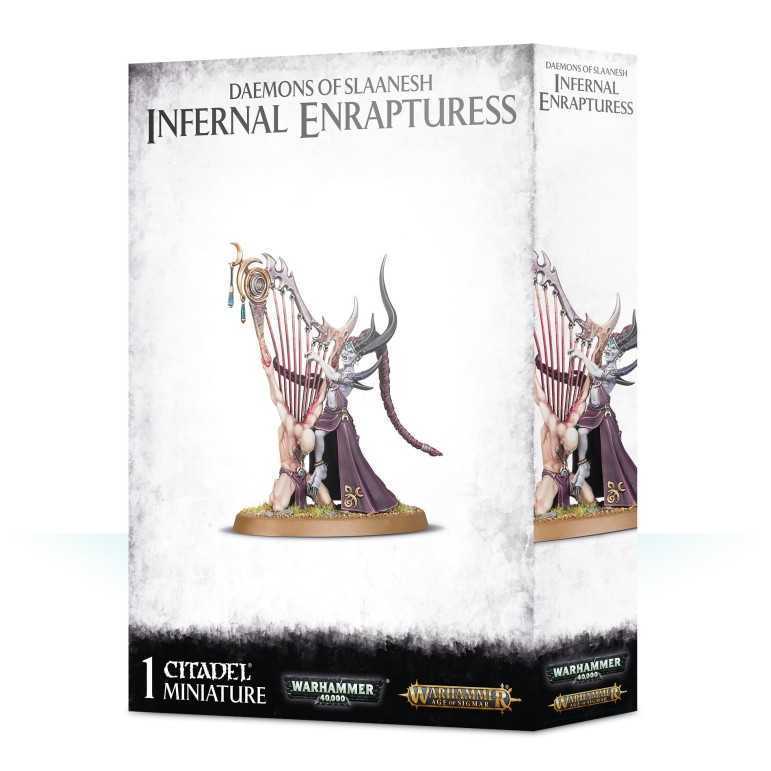 DAEMONS OF SLAANESH
INFERNAL ENRAPTURESS
1 CITADEL®
MINIATURE
WARHAMMER
40,000
WARHAMMER
AGE OF SIGMAR
DAEMONS OF SLAANESH
INFERNAL
ENRAPTURESS
WARHAMMER
40,000
WARHAMMER
AGE OF SIGMAR